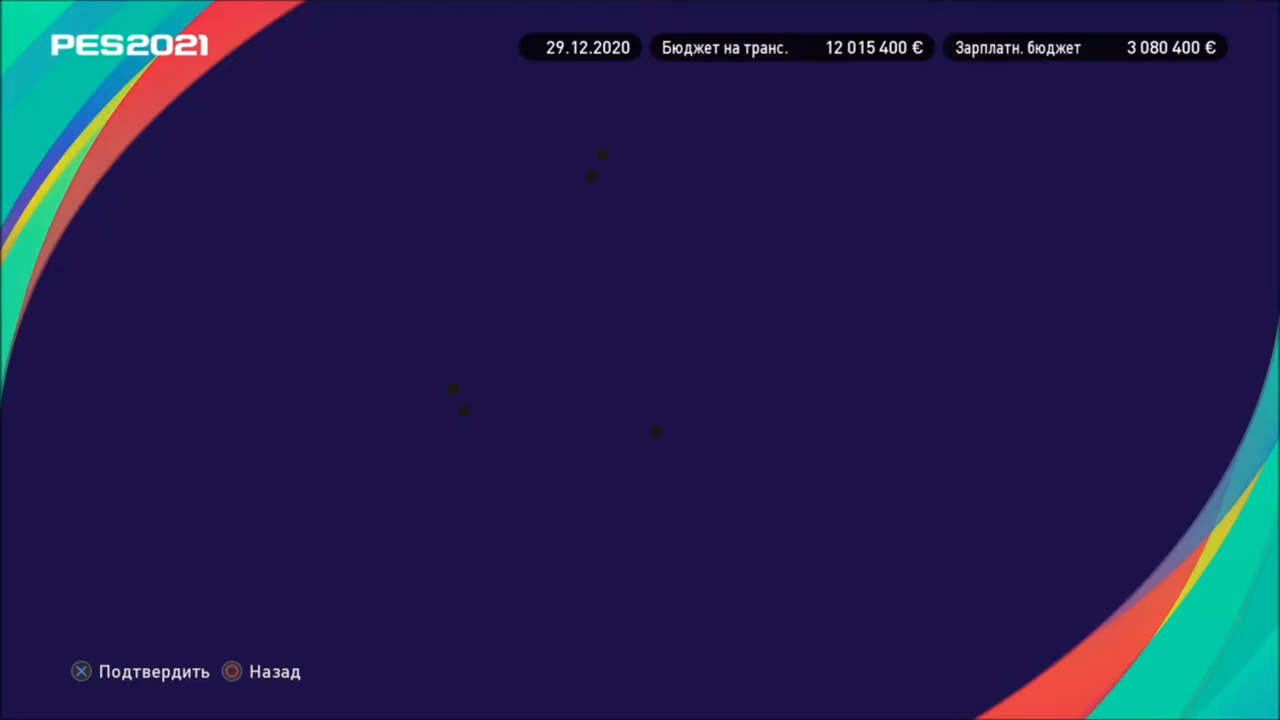 PES2021
29.12.2020 Бюджет на транс. 12 015 400 € Зарплатн. бюджет 3 080 400 €
Подтвердить Назад